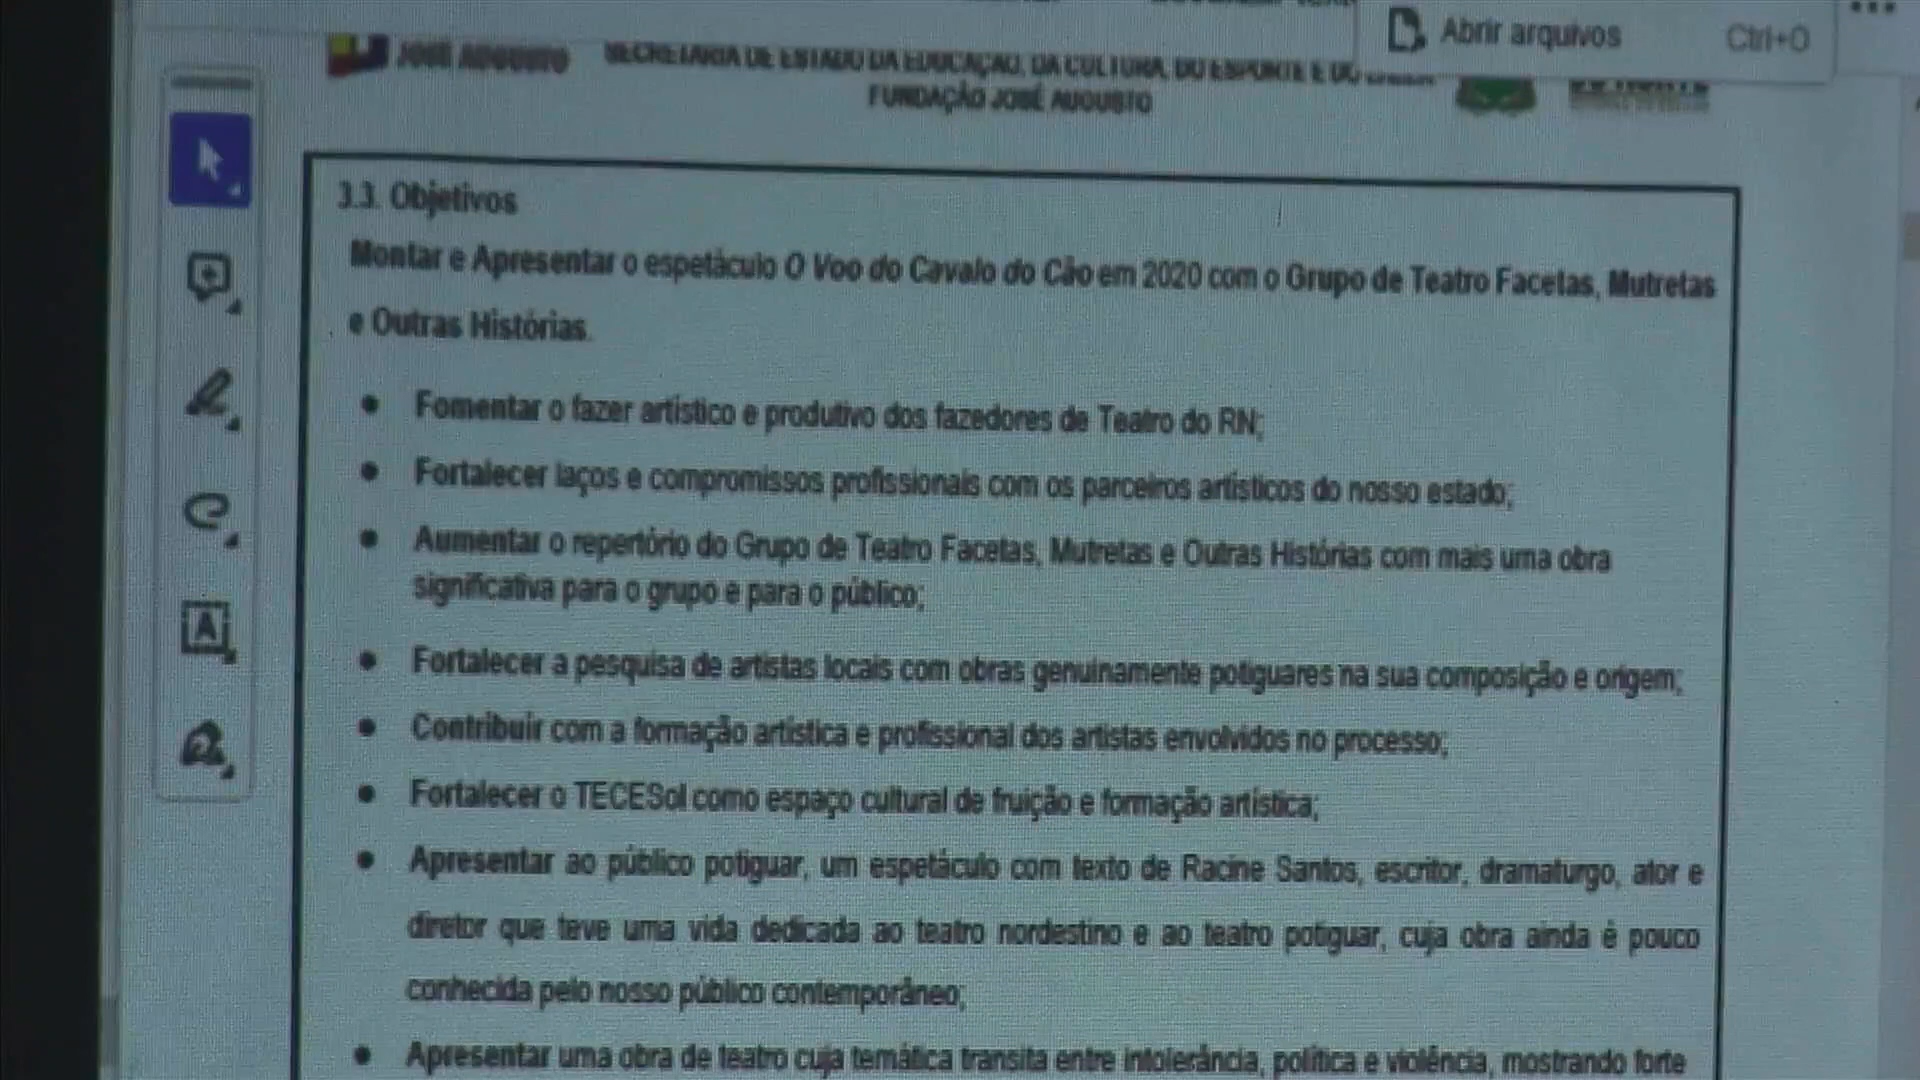 Abrir arquivos Ctrl+O
JOSÉ AUGUSTO
SECRETARIA DE ESTADO DA EDUCAÇÃO, DA CULTURA, DO ESPORTE E DO LAZER
FUNDAÇÃO JOSÉ AUGUSTO
3.3. Objetivos
Montar e Apresentar o espetáculo O Voo do Cavalo do Cão em 2020 com o Grupo de Teatro Facetas, Mutretas
e Outras Histórias.
• Fomentar o fazer artístico e produtivo dos fazedores de Teatro do RN;
• Fortalecer laços e compromissos profissionais com os parceiros artísticos do nosso estado;
• Aumentar o repertório do Grupo de Teatro Facetas, Mutretas e Outras Histórias com mais uma obra
significativa para o grupo e para o público;
• Fortalecer a pesquisa de artistas locais com obras genuinamente potiguares na sua composição e origem;
• Contribuir com a formação artística e profissional dos artistas envolvidos no processo;
• Fortalecer o TECESol como espaço cultural de fruição e formação artística;
• Apresentar ao público potiguar, um espetáculo com texto de Racine Santos, escritor, dramaturgo, ator e
diretor que teve uma vida dedicada ao teatro nordestino e ao teatro potiguar, cuja obra ainda é pouco
conhecida pelo nosso público contemporâneo;
• Apresentar uma obra de teatro cuja temática transita entre intolerância, política e violência, mostrando forte